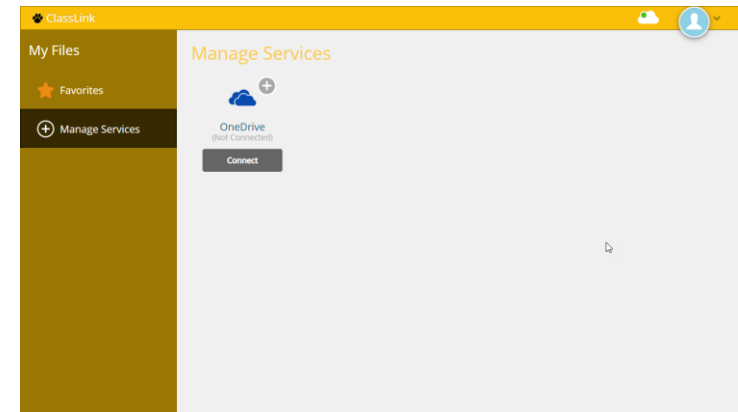 ClassLink
My Files
Favorites
Manage Services
Manage Services
OneDrive
(Not Connected)
Connect